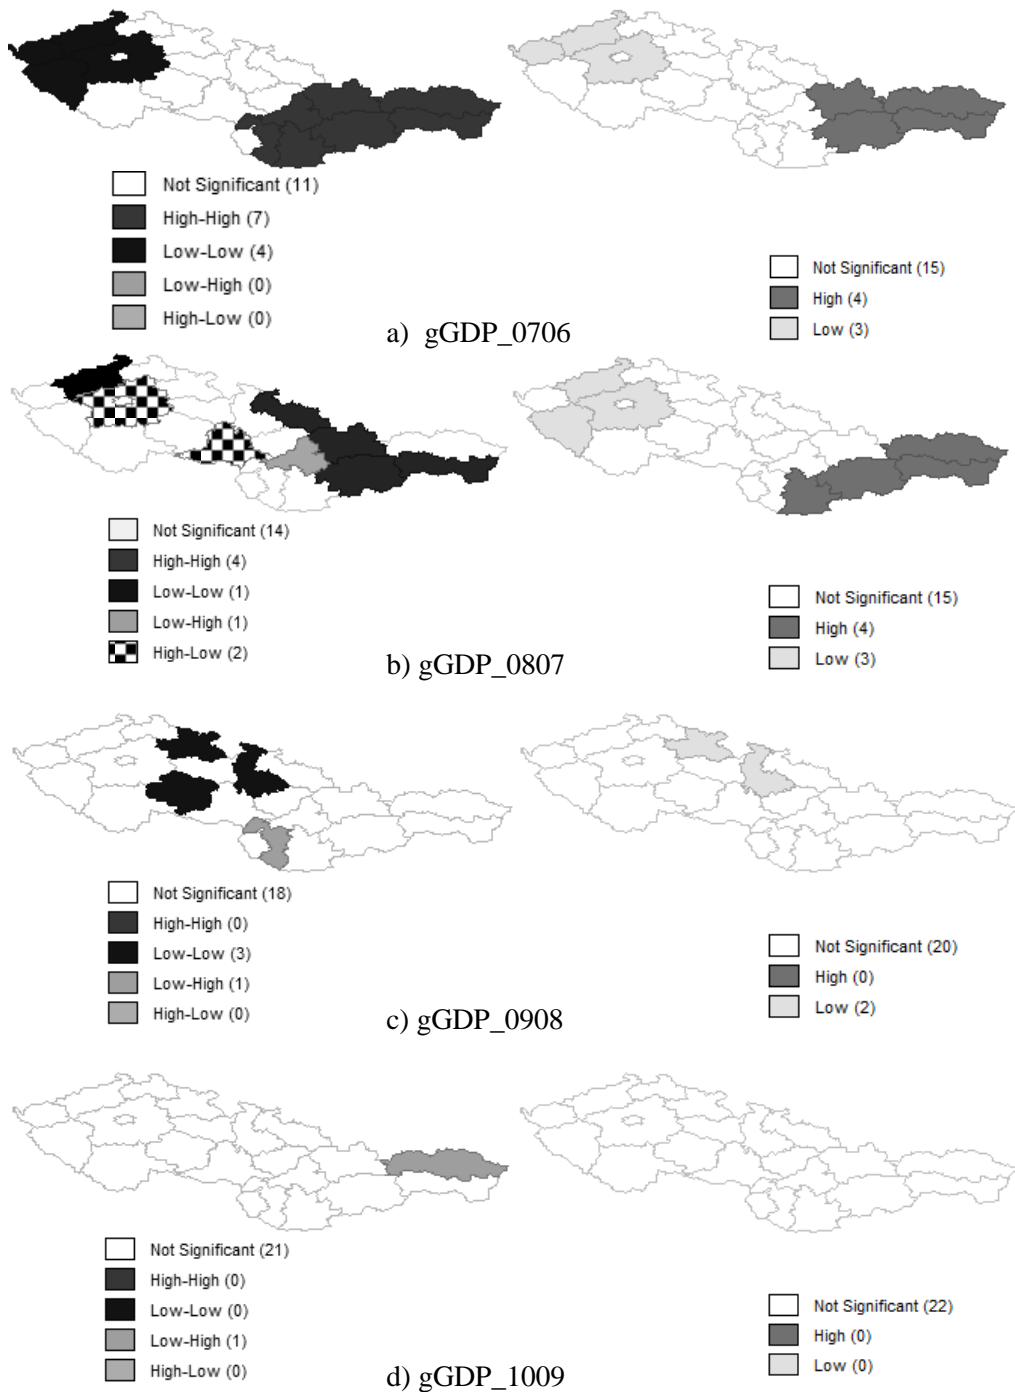 Not Significant (11)
High-High (7)
Low-Low (4)
Low-High (0)
High-Low (0)
Not Significant (15)
High (4)
Low (3)
a) gGDP_0706
Not Significant (14)
High-High (4)
Low-Low (1)
Low-High (1)
High-Low (2)
Not Significant (15)
High (4)
Low (3)
b) gGDP_0807
Not Significant (18)
High-High (0)
Low-Low (3)
Low-High (1)
High-Low (0)
Not Significant (20)
High (0)
Low (2)
c) gGDP_0908
Not Significant (21)
High-High (0)
Low-Low (0)
Low-High (1)
High-Low (0)
Not Significant (22)
High (0)
Low (0)
d) gGDP_1009